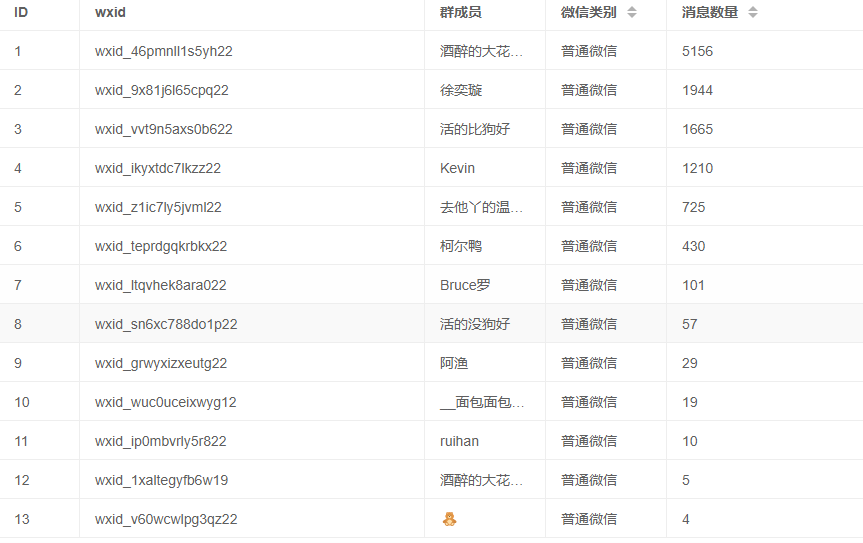 ID wxid 群成员 微信类别 消息数量
1 wxid_46pmnll1s5yh22 酒醉的大花… 普通微信 5156
2 wxid_9x81j6l65cpq22 徐奕璇 普通微信 1944
3 wxid_vvt9n5axs0b622 活的比狗好 普通微信 1665
4 wxid_ikyxtdc7lkzz22 Kevin 普通微信 1210
5 wxid_z1ic7ly5jvml22 去他丫的温… 普通微信 725
6 wxid_teprdgqkrbkx22 柯尔鸭 普通微信 430
7 wxid_ltqvhek8ara022 Bruce罗 普通微信 101
8 wxid_sn6xc788do1p22 活的没狗好 普通微信 57
9 wxid_grwyxizxeutg22 阿渔 普通微信 29
10 wxid_wuc0uceixwyg12 __面包面包… 普通微信 19
11 wxid_ip0mbvrly5r822 ruihan 普通微信 10
12 wxid_1xaltegyfb6w19 酒醉的大花… 普通微信 5
13 wxid_v60wcwlpg3qz22 🧸 普通微信 4